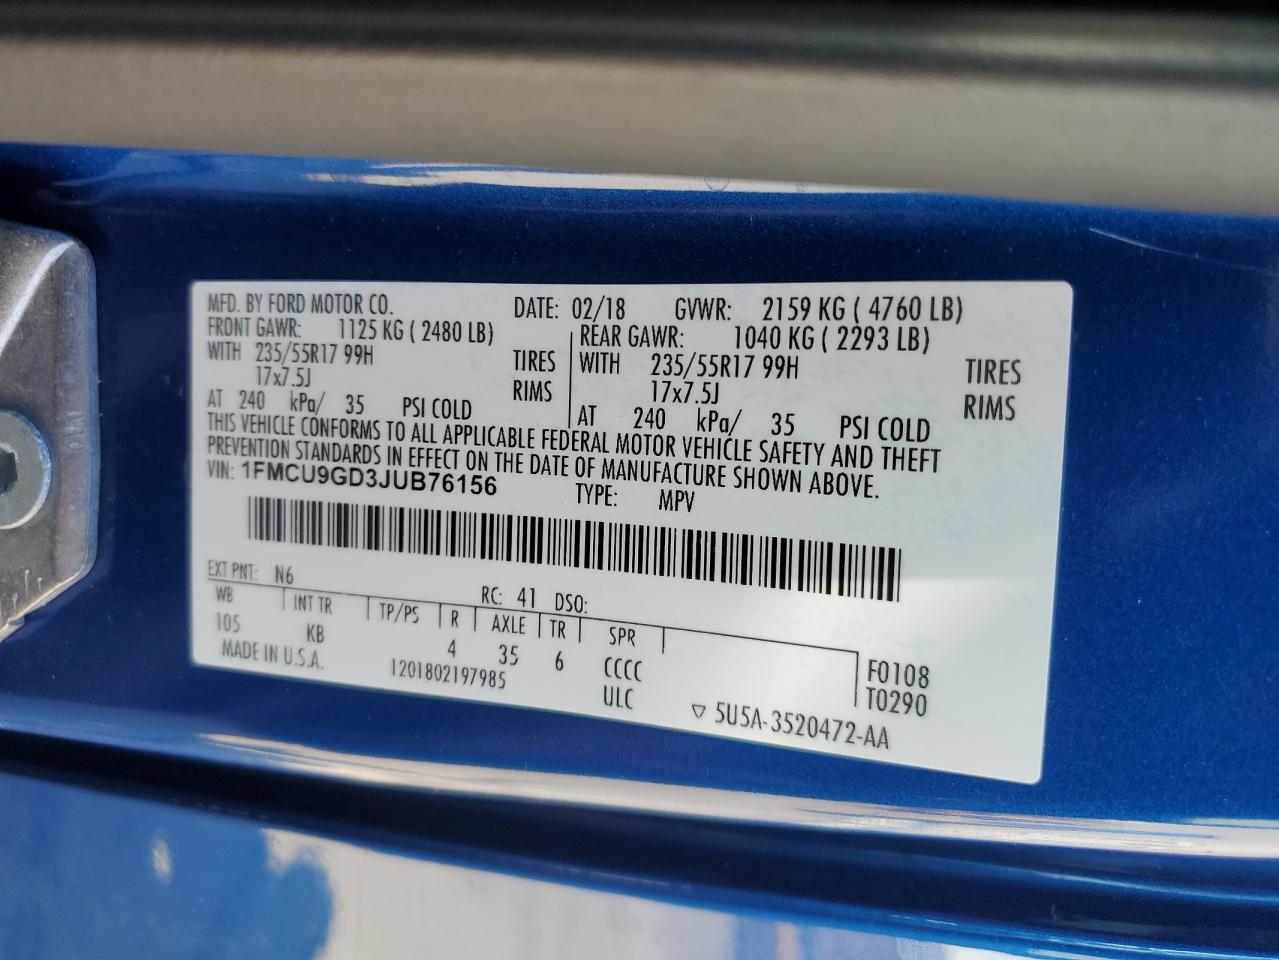 MFD. BY FORD MOTOR CO. DATE: 02/18 GVWR: 2159 KG ( 4760 LB)
FRONT GAWR: 1125 KG ( 2480 LB) REAR GAWR: 1040 KG ( 2293 LB)
WITH 235/55R17 99H TIRES WITH 235/55R17 99H TIRES
17x7.5J RIMS 17x7.5J RIMS
AT 240 kPa/ 35 PSI COLD AT 240 kPa/ 35 PSI COLD
THIS VEHICLE CONFORMS TO ALL APPLICABLE FEDERAL MOTOR VEHICLE SAFETY AND THEFT
PREVENTION STANDARDS IN EFFECT ON THE DATE OF MANUFACTURE SHOWN ABOVE.
VIN: 1FMCU9GD3JUB76156 TYPE: MPV
EXT PNT: N6 RC: 41 DSO:
WB INT TR TP/PS R AXLE TR SPR
105 KB 4 35 6 CCCC F0108
MADE IN U.S.A. 1201802197985 ULC T0290
▽ 5U5A-3520472-AA